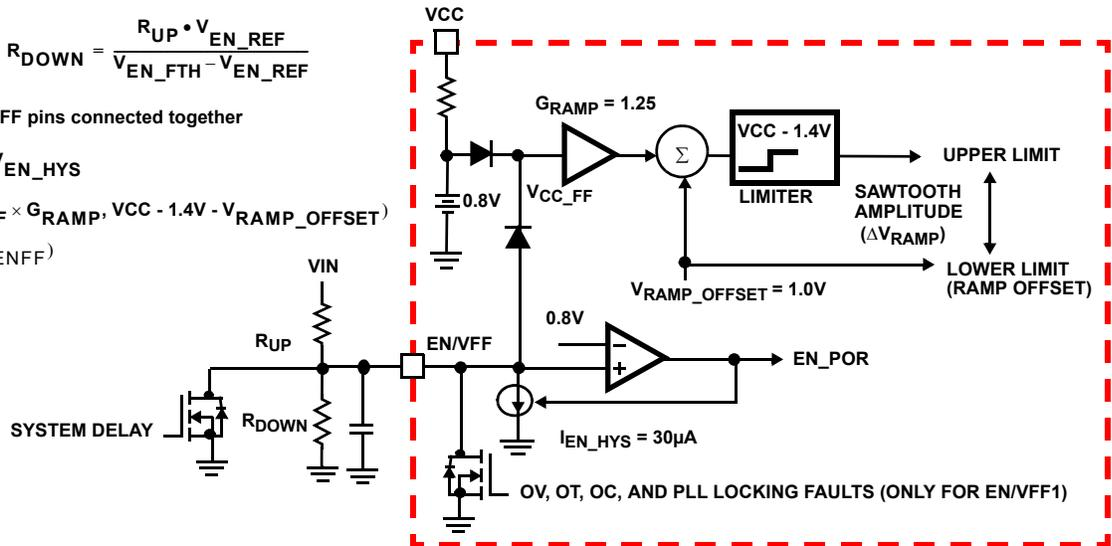 R_DOWN = R_UP • V_EN_REF / V_EN_FTH – V_EN_REF
FF pins connected together
V_EN_HYS
F × G_RAMP, VCC - 1.4V - V_RAMP_OFFSET)
ENFF)
VCC
G_RAMP = 1.25
0.8V
V_CC_FF
Σ
VCC - 1.4V
LIMITER
UPPER LIMIT
SAWTOOTH
AMPLITUDE
(ΔV_RAMP)
LOWER LIMIT
(RAMP OFFSET)
V_RAMP_OFFSET = 1.0V
VIN
R_UP
EN/VFF
0.8V
−
+
EN_POR
SYSTEM DELAY
R_DOWN
I_EN_HYS = 30µA
OV, OT, OC, AND PLL LOCKING FAULTS (ONLY FOR EN/VFF1)